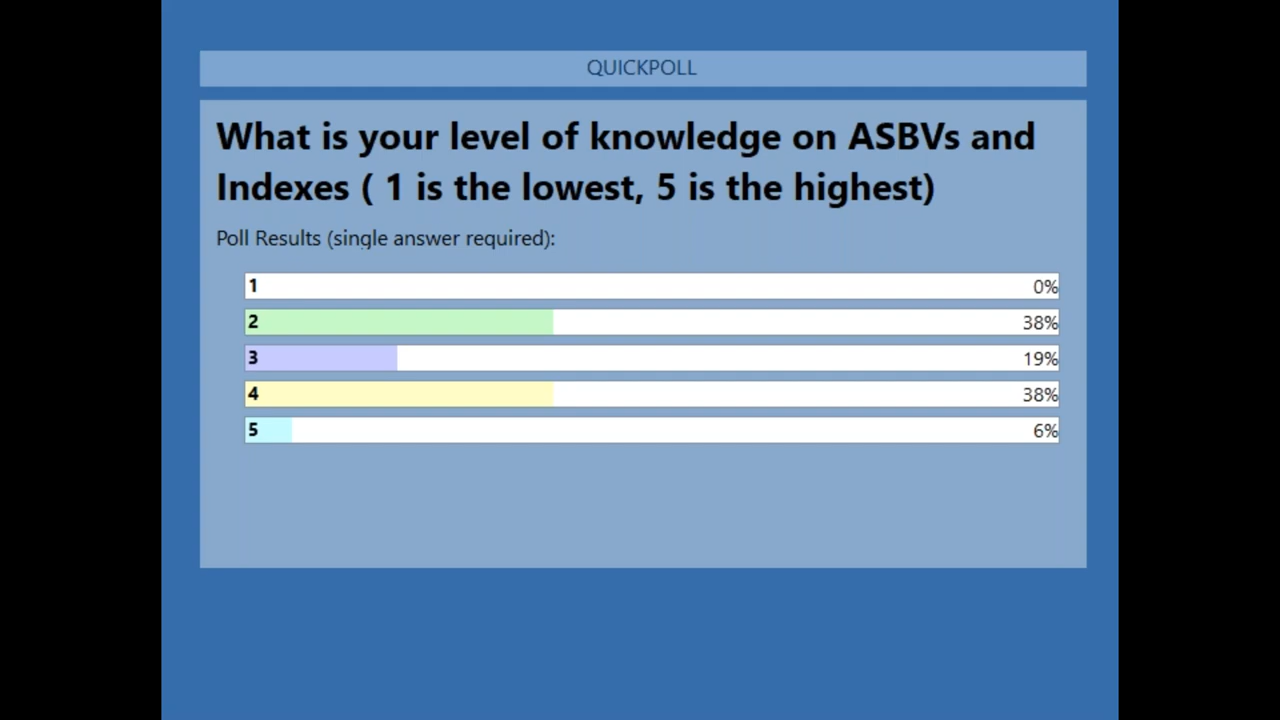 QUICKPOLL
What is your level of knowledge on ASBVs and
Indexes ( 1 is the lowest, 5 is the highest)
Poll Results (single answer required):
1 0%
2 38%
3 19%
4 38%
5 6%